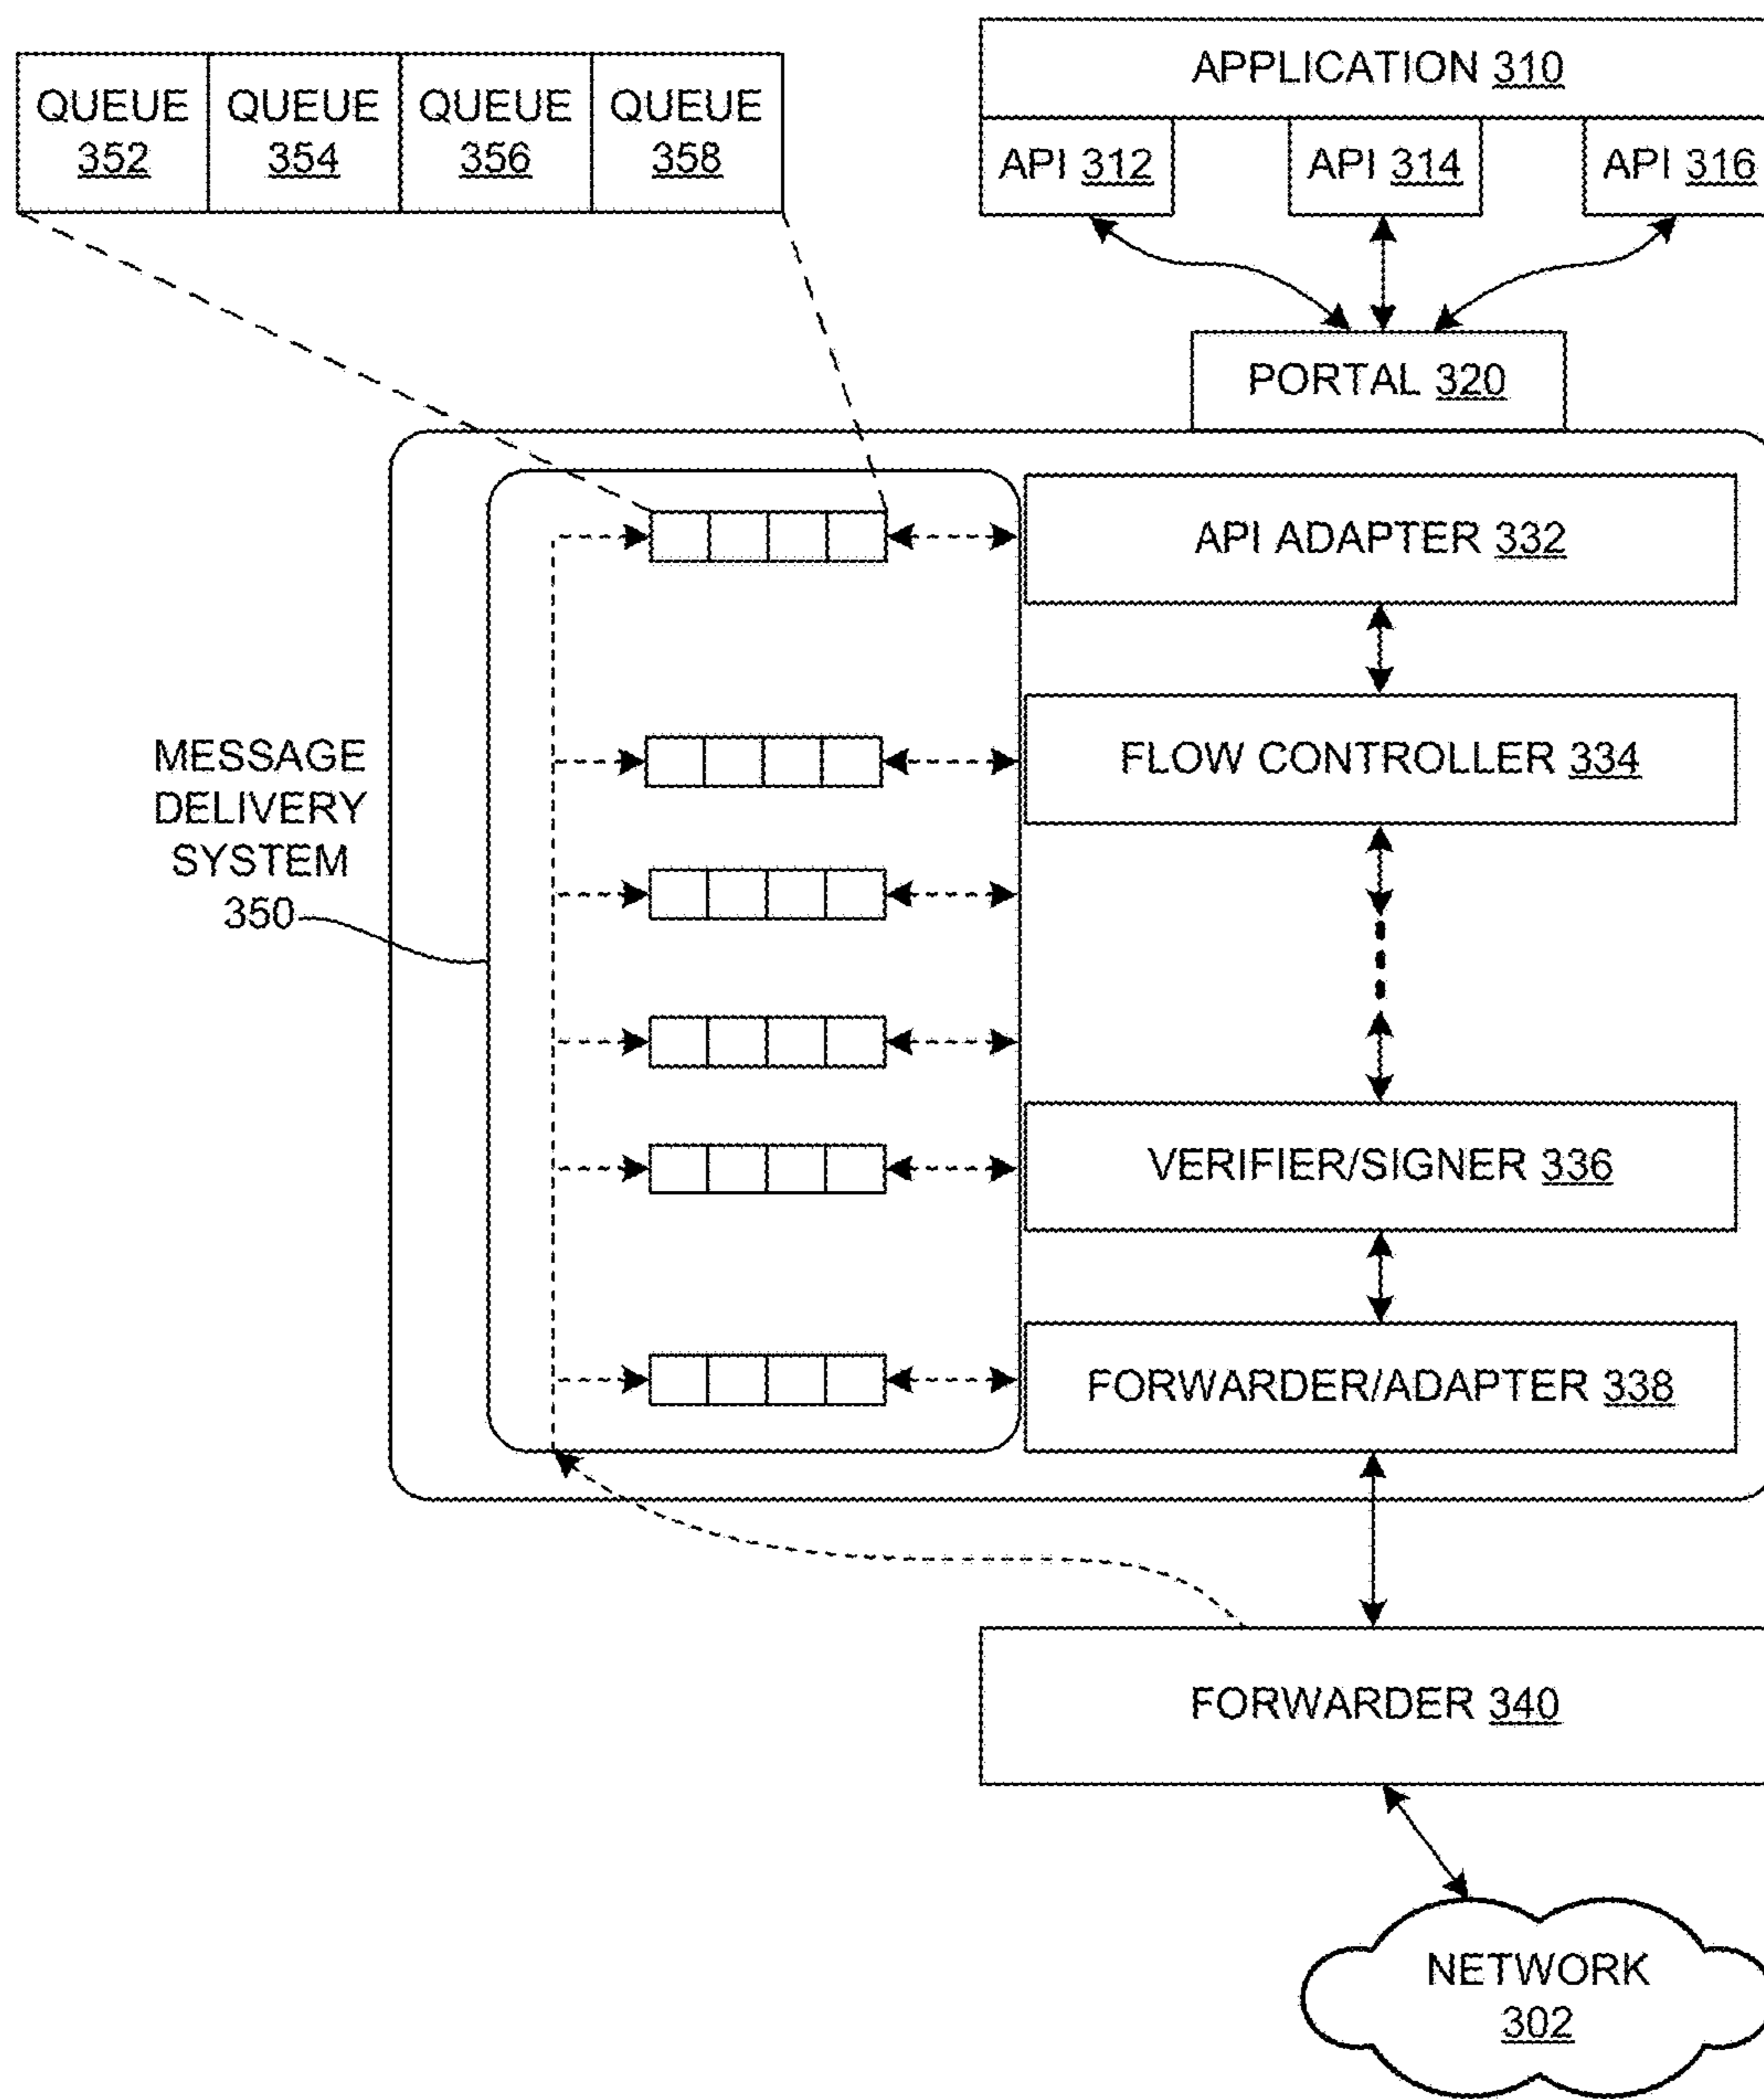 APPLICATION 310
QUEUE
352
QUEUE
354
QUEUE
356
QUEUE
358
API 312
API 314
API 316
PORTAL 320
API ADAPTER 332
FLOW CONTROLLER 334
MESSAGE
DELIVERY
SYSTEM
350
VERIFIER/SIGNER 336
FORWARDER/ADAPTER 338
FORWARDER 340
NETWORK
302